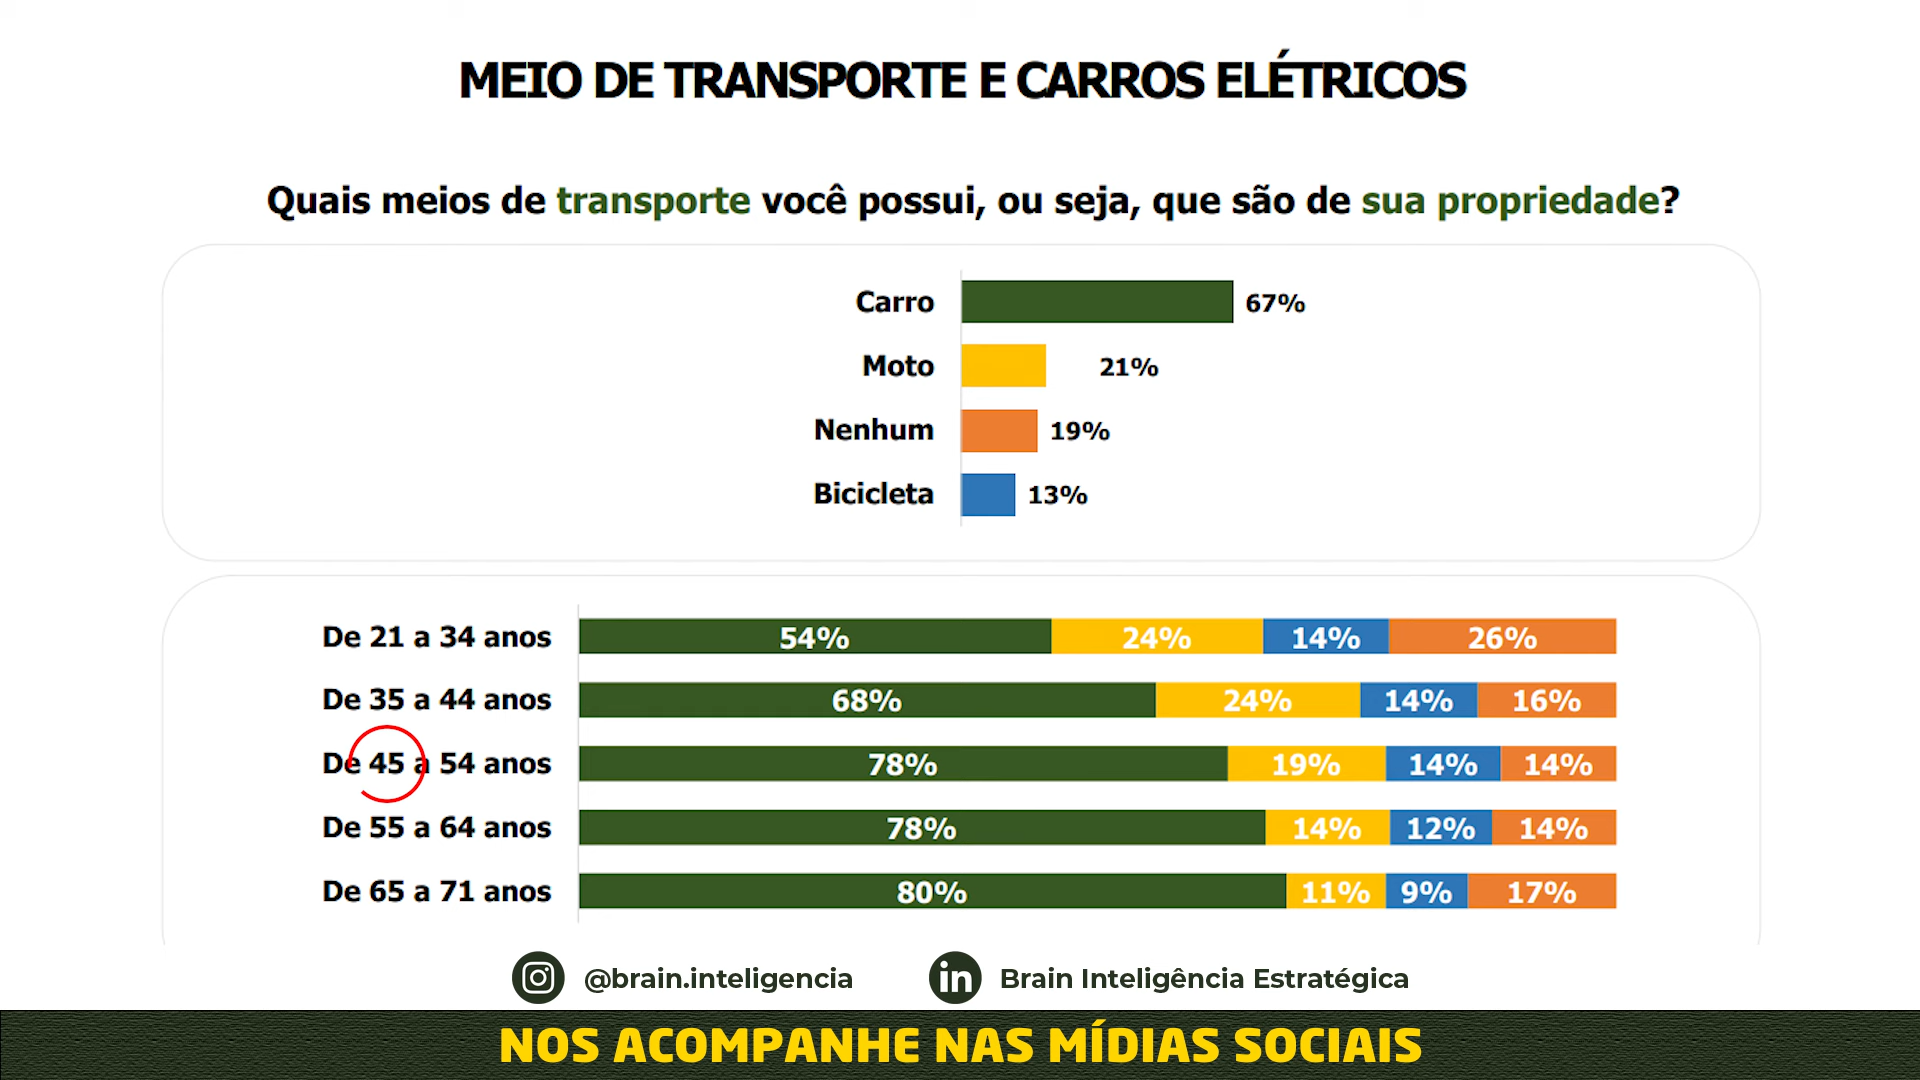 MEIO DE TRANSPORTE E CARROS ELÉTRICOS
Quais meios de transporte você possui, ou seja, que são de sua propriedade?
Carro 67%
Moto 21%
Nenhum 19%
Bicicleta 13%
De 21 a 34 anos 54% 24% 14% 26%
De 35 a 44 anos 68% 24% 14% 16%
De 45 a 54 anos 78% 19% 14% 14%
De 55 a 64 anos 78% 14% 12% 14%
De 65 a 71 anos 80% 11% 9% 17%
@brain.inteligencia in Brain Inteligência Estratégica
NOS ACOMPANHE NAS MÍDIAS SOCIAIS